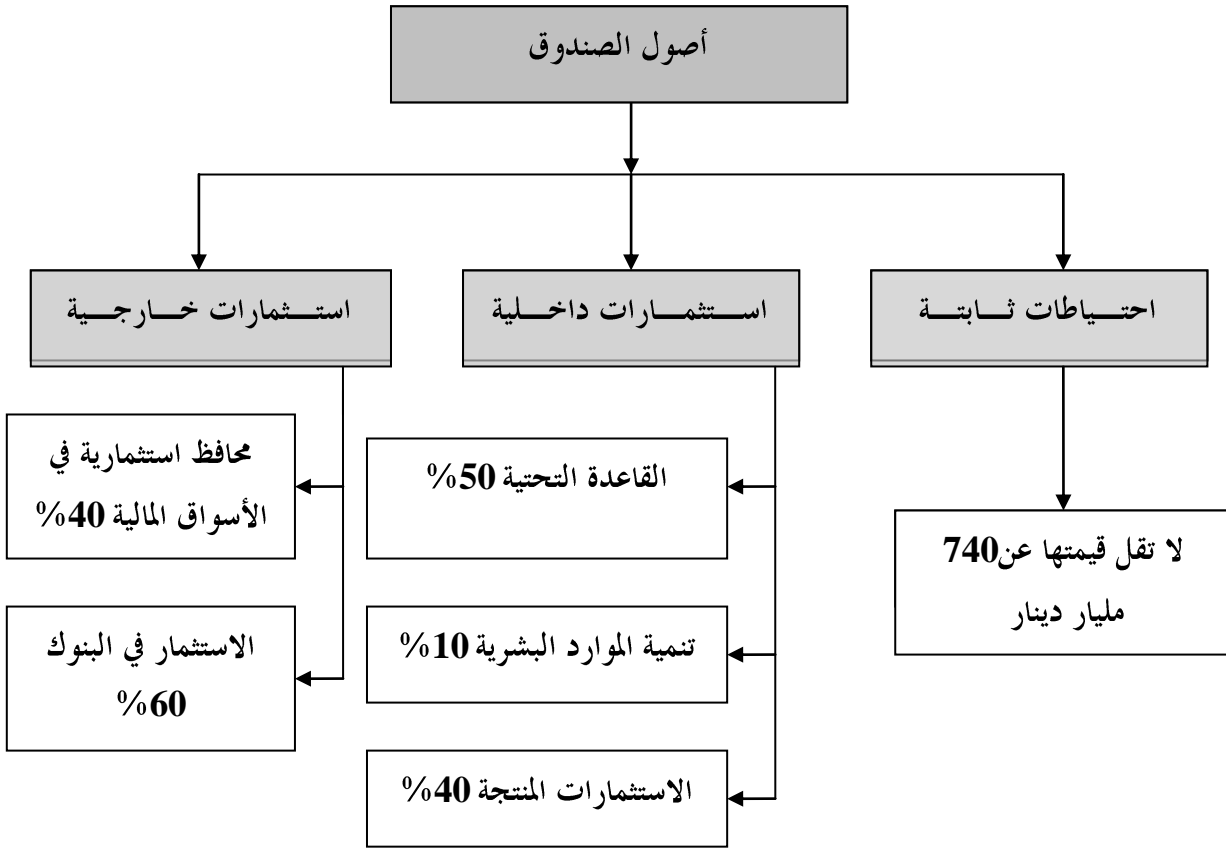 أصول الصندوق
احتياطات ثابتة
استثمارات داخلية
استثمارات خارجية
لا تقل قيمتها عن740
مليار دينار
القاعدة التحتية 50%
تنمية الموارد البشرية 10%
الاستثمارات المنتجة 40%
محافظ استثمارية في
الأسواق المالية 40%
الاستثمار في البنوك
60%